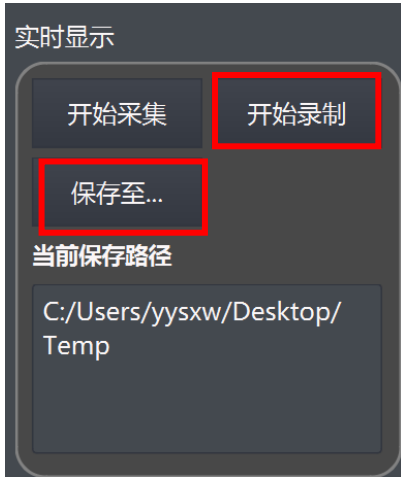 实时显示
开始采集 开始录制
保存至...
当前保存路径
C:/Users/yysxw/Desktop/
Temp